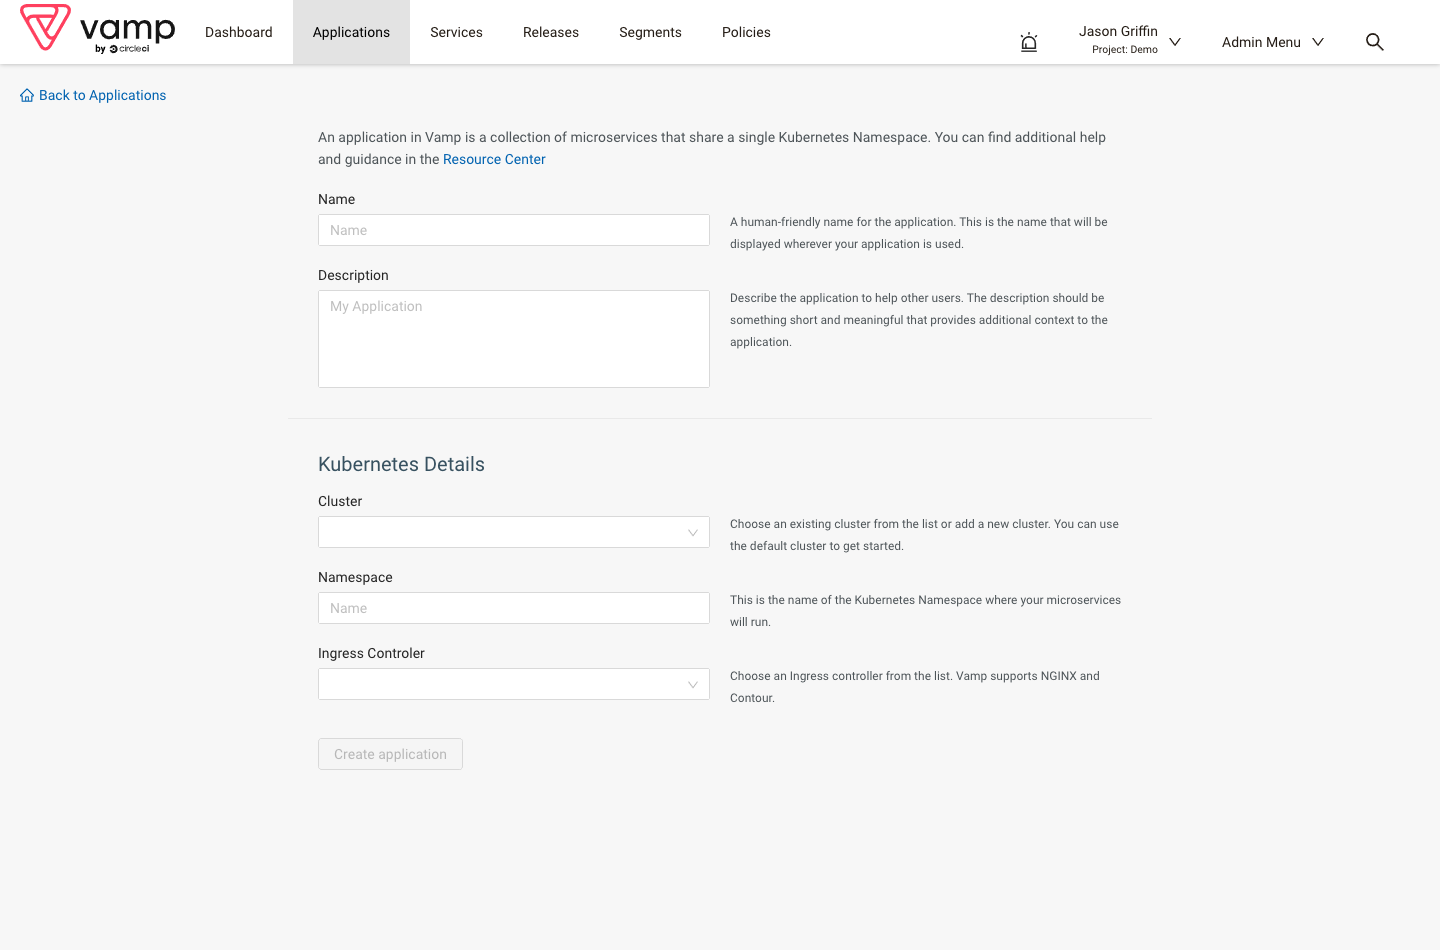 vamp
by circleci
Dashboard
Applications
Services
Releases
Segments
Policies
Jason Griffin
Project: Demo
Admin Menu
Back to Applications
An application in Vamp is a collection of microservices that share a single Kubernetes Namespace. You can find additional help
and guidance in the Resource Center
Name
Name
A human-friendly name for the application. This is the name that will be
displayed wherever your application is used.
Description
My Application
Describe the application to help other users. The description should be
something short and meaningful that provides additional context to the
application.
Kubernetes Details
Cluster
Choose an existing cluster from the list or add a new cluster. You can use
the default cluster to get started.
Namespace
Name
This is the name of the Kubernetes Namespace where your microservices
will run.
Ingress Controler
Choose an Ingress controller from the list. Vamp supports NGINX and
Contour.
Create application